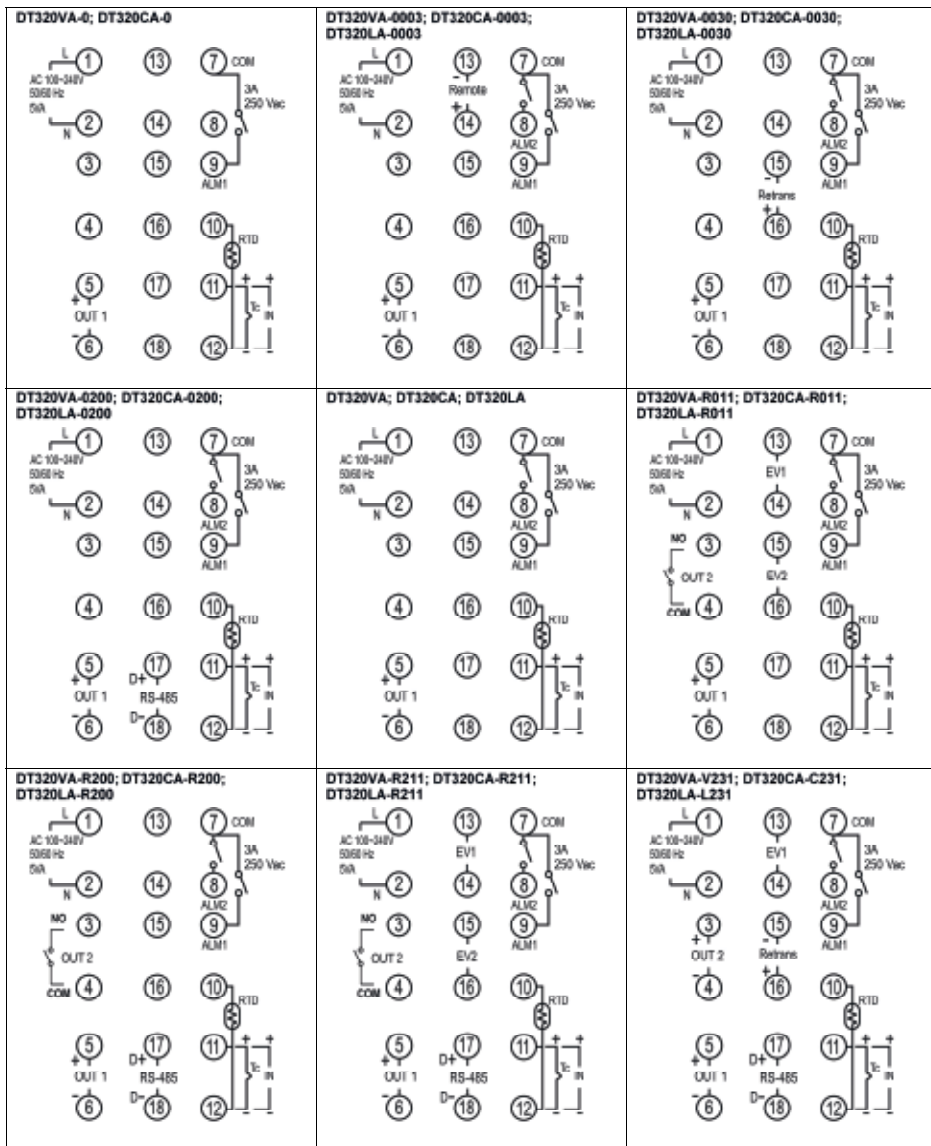 DT320VA-0; DT320CA-0
L 1 13 7 COM
AC 100~240V
50/60 Hz
5VA
3A
250 Vac
N 2 14 8
3 15 9
ALM1
4 16 10
RTD
5 17 11 + +
+
OUT 1
Tc IN
- 6 18 12 - -
DT320VA-0003; DT320CA-0003;
DT320LA-0003
L 1 13 7 COM
AC 100~240V
50/60 Hz
5VA
-
Remote
+
3A
250 Vac
N 2 14 8
ALM2
3 15 9
ALM1
4 16 10
RTD
5 17 11 + +
+
OUT 1
Tc IN
- 6 18 12 - -
DT320VA-0030; DT320CA-0030;
DT320LA-0030
L 1 13 7 COM
AC 100~240V
50/60 Hz
5VA
3A
250 Vac
N 2 14 8
ALM2
3 15 9
ALM1
-
Retrans
+
4 16 10
RTD
5 17 11 + +
+
OUT 1
Tc IN
- 6 18 12 - -
DT320VA-0200; DT320CA-0200;
DT320LA-0200
L 1 13 7 COM
AC 100~240V
50/60 Hz
5VA
3A
250 Vac
N 2 14 8
ALM2
3 15 9
ALM1
4 16 10
RTD
5 17 11 + +
+ D+
OUT 1 RS-485
Tc IN
D-
- 6 18 12 - -
DT320VA; DT320CA; DT320LA
L 1 13 7 COM
AC 100~240V
50/60 Hz
5VA
3A
250 Vac
N 2 14 8
ALM2
3 15 9
ALM1
4 16 10
RTD
5 17 11 + +
+
OUT 1
Tc IN
- 6 18 12 - -
DT320VA-R011; DT320CA-R011;
DT320LA-R011
L 1 13 7 COM
AC 100~240V
50/60 Hz
5VA
EV1
3A
250 Vac
N 2 14 8
ALM2
NO 3 15 9
ALM1
OUT 2 EV2
COM 4 16 10
RTD
5 17 11 + +
+
OUT 1
Tc IN
- 6 18 12 - -
DT320VA-R200; DT320CA-R200;
DT320LA-R200
L 1 13 7 COM
AC 100~240V
50/60 Hz
5VA
3A
250 Vac
N 2 14 8
ALM2
NO 3 15 9
ALM1
OUT 2
COM 4 16 10
RTD
5 17 11 + +
+ D+
OUT 1 RS-485
Tc IN
D-
- 6 18 12 - -
DT320VA-R211; DT320CA-R211;
DT320LA-R211
L 1 13 7 COM
AC 100~240V
50/60 Hz
5VA
EV1
3A
250 Vac
N 2 14 8
ALM2
NO 3 15 9
ALM1
OUT 2 EV2
COM 4 16 10
RTD
5 17 11 + +
+ D+
OUT 1 RS-485
Tc IN
D-
- 6 18 12 - -
DT320VA-V231; DT320CA-C231;
DT320LA-L231
L 1 13 7 COM
AC 100~240V
50/60 Hz
5VA
EV1
3A
250 Vac
N 2 14 8
ALM2
3 15 9
ALM1
+ -
OUT 2 Retrans
- +
4 16 10
RTD
5 17 11 + +
+ D+
OUT 1 RS-485
Tc IN
D-
- 6 18 12 - -